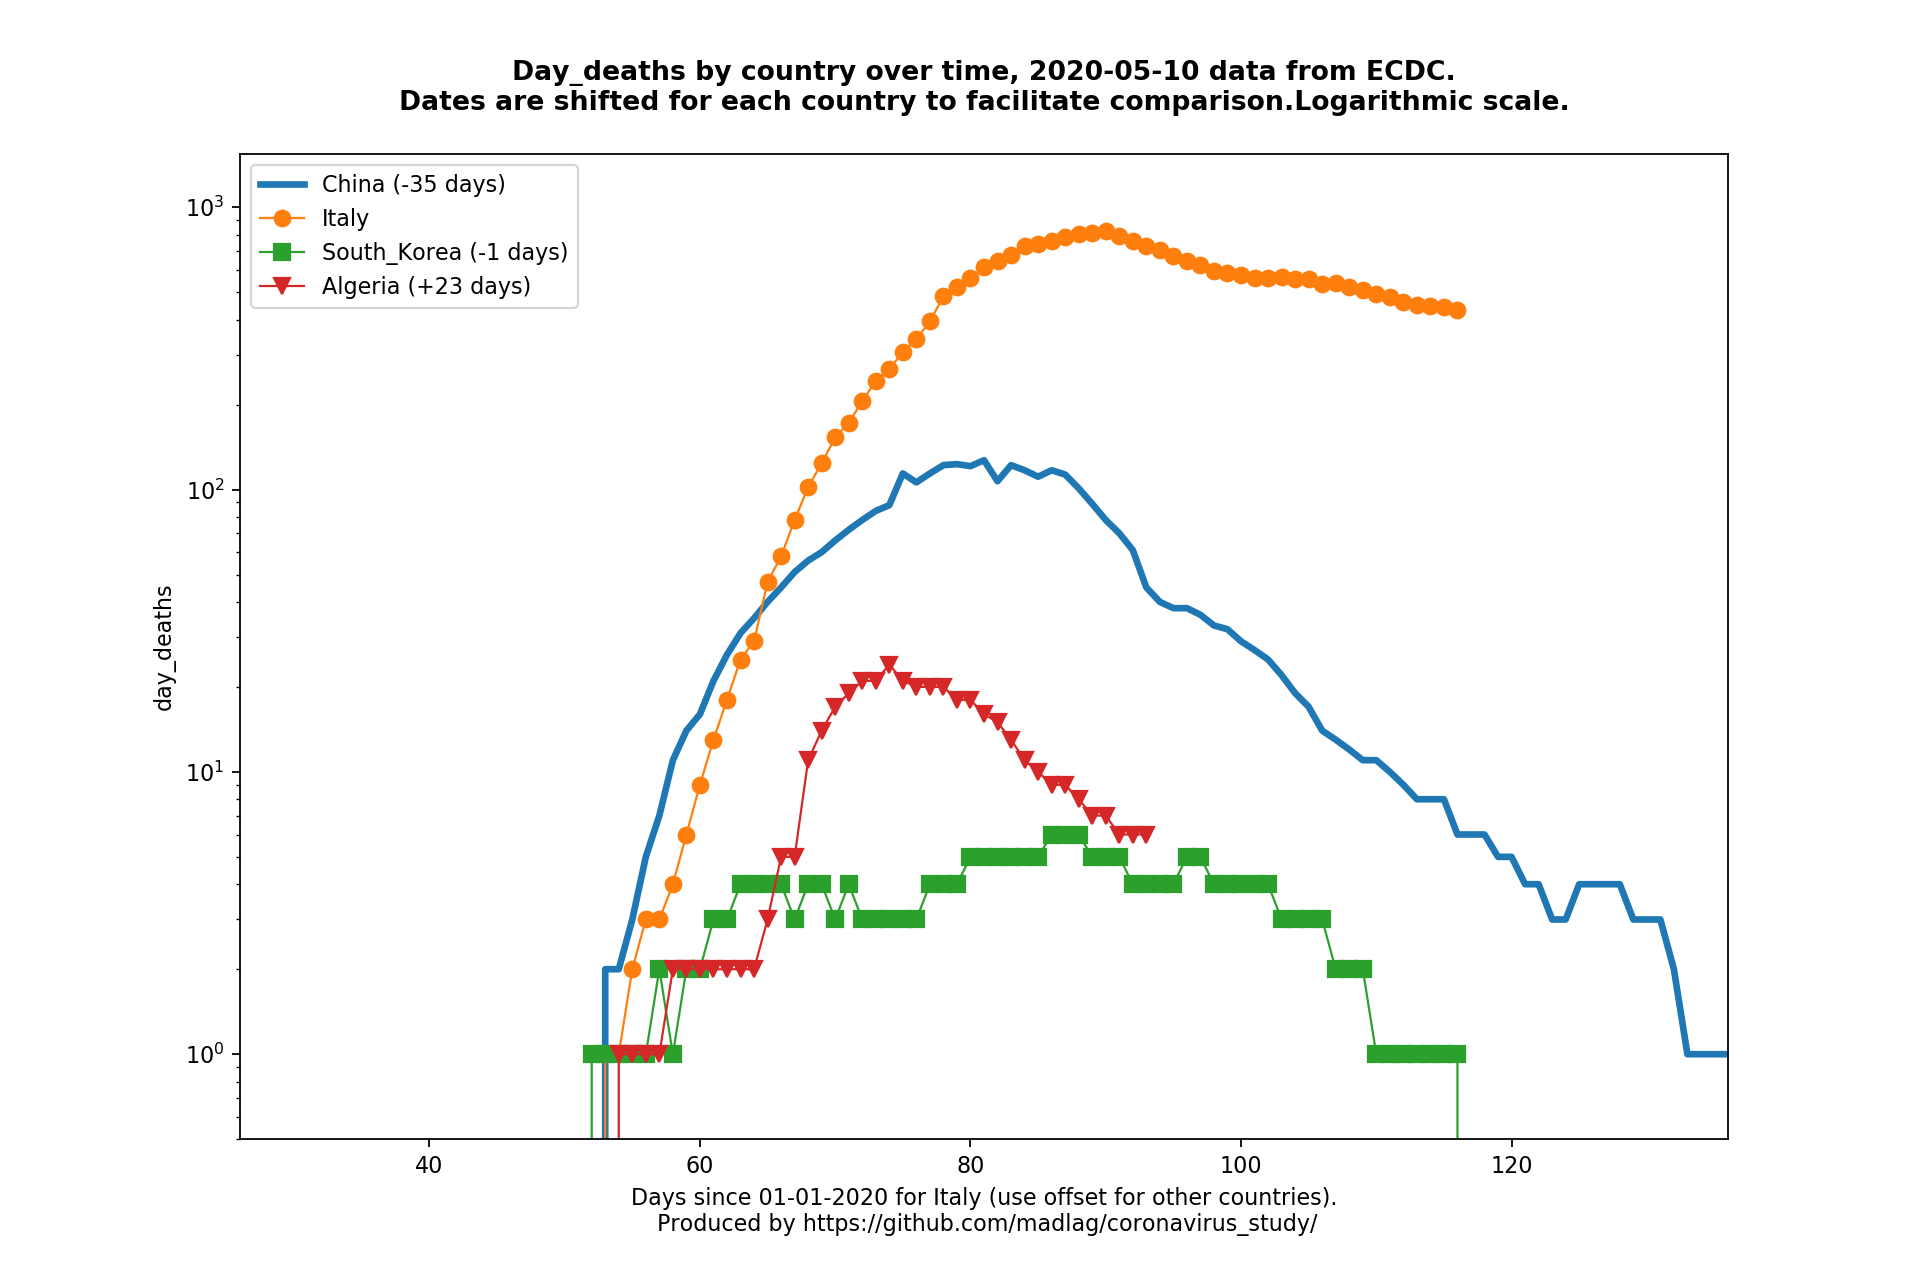 Day_deaths by country over time, 2020-05-10 data from ECDC.
Dates are shifted for each country to facilitate comparison.Logarithmic scale.
China (-35 days)
Italy
South_Korea (-1 days)
Algeria (+23 days)
10³
10²
10¹
10⁰
day_deaths
40 60 80 100 120
Days since 01-01-2020 for Italy (use offset for other countries).
Produced by https://github.com/madlag/coronavirus_study/